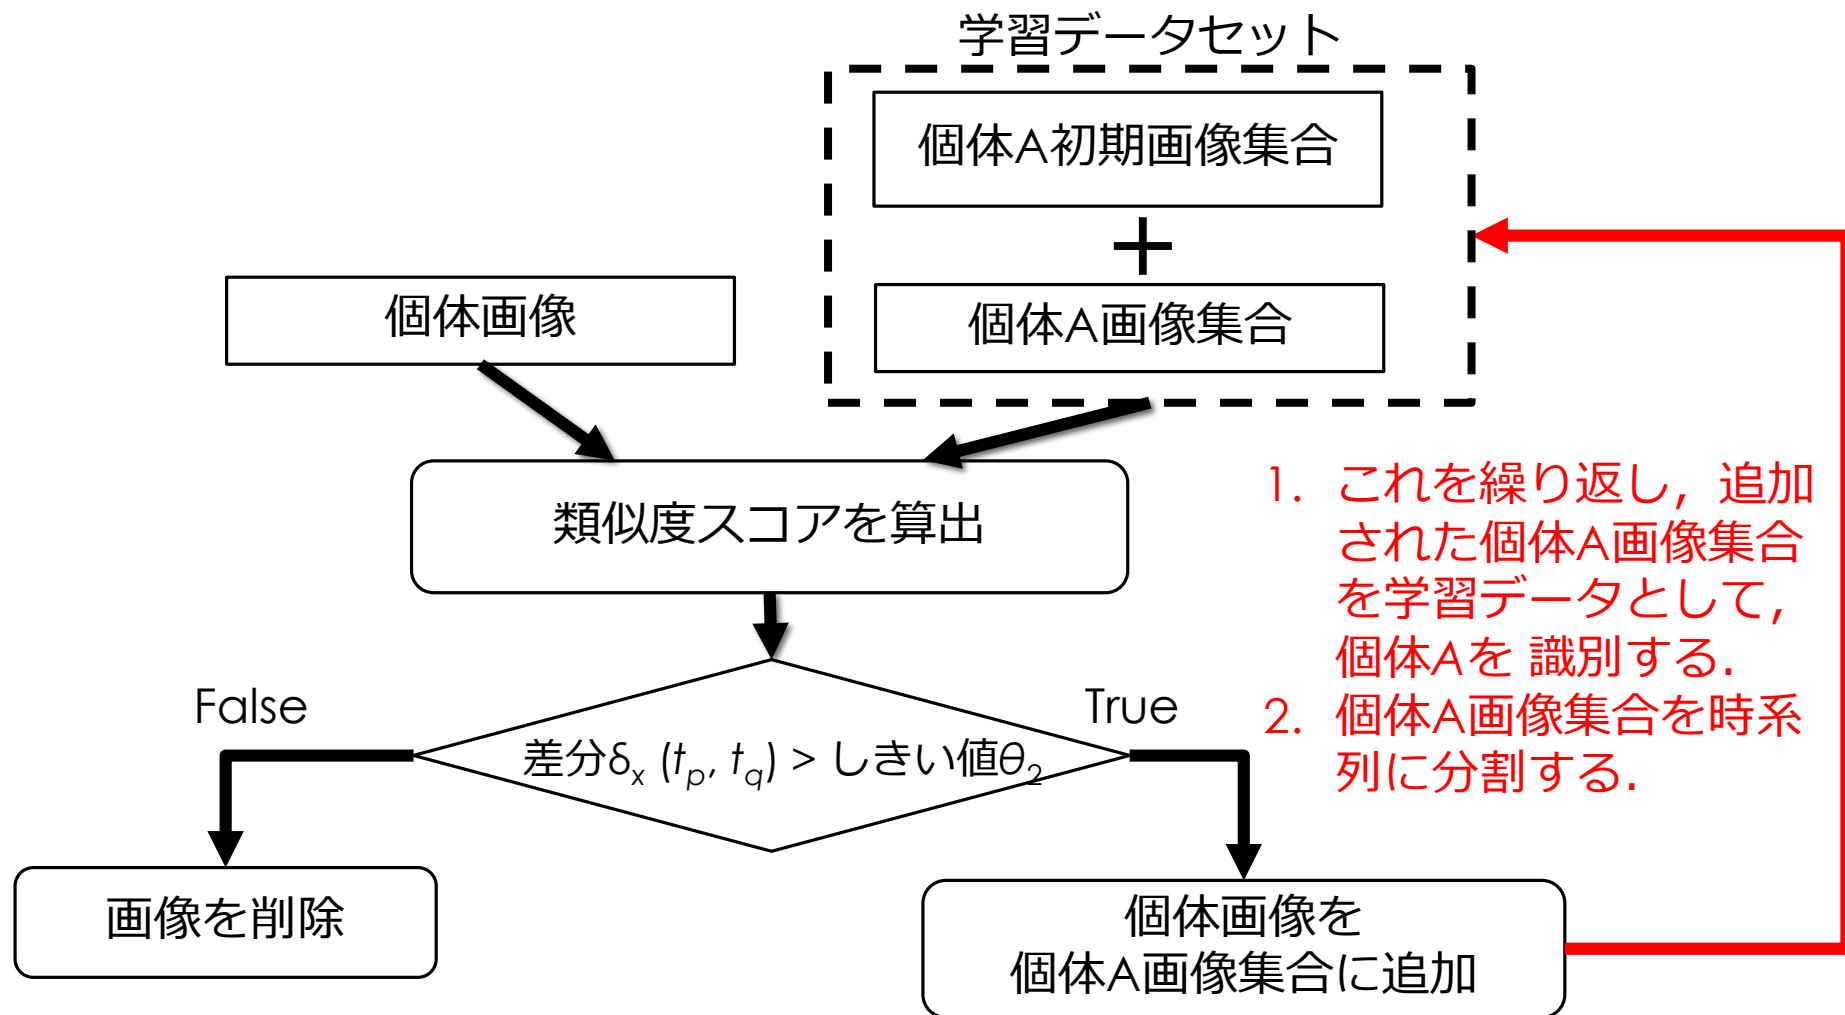 学習データセット
個体A初期画像集合
+
個体画像
個体A画像集合
類似度スコアを算出
1. これを繰り返し，追加
された個体A画像集合
を学習データとして，
個体Aを 識別する．
2. 個体A画像集合を時系
列に分割する．
False
True
差分δx (tp, tq) > しきい値θ2
画像を削除
個体画像を
個体A画像集合に追加